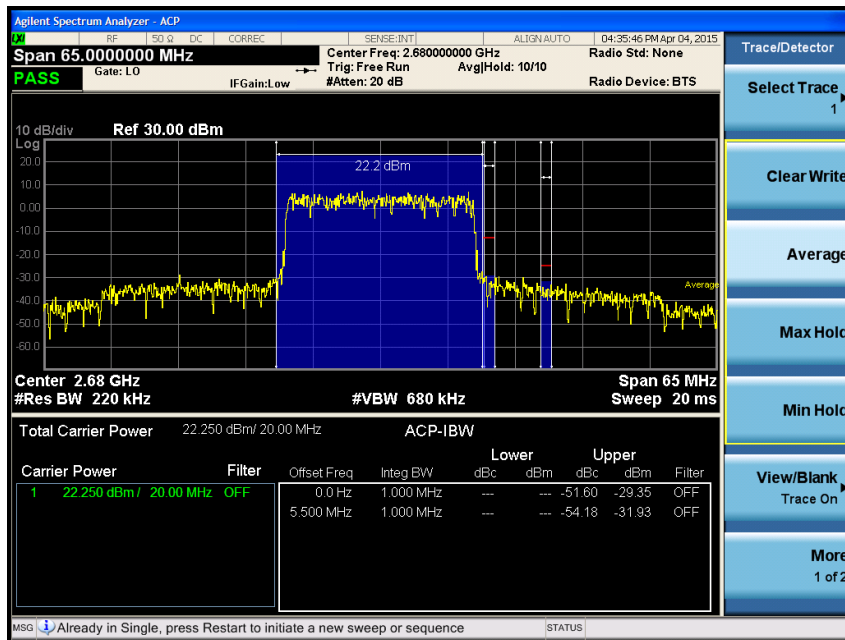 Agilent Spectrum Analyzer - ACP
LXI RF 50 Ω DC CORREC SENSE:INT ALIGN AUTO 04:35:46 PM Apr 04, 2015
Span 65.0000000 MHz Center Freq: 2.680000000 GHz Radio Std: None
Trig: Free Run Avg|Hold: 10/10
PASS Gate: LO IFGain:Low #Atten: 20 dB Radio Device: BTS
Trace/Detector
Select Trace
1
Clear Write
Average
Max Hold
Min Hold
View/Blank
Trace On
More
1 of 2
10 dB/div Ref 30.00 dBm
Log
20.0
10.0
0.00
-10.0
-20.0
-30.0
-40.0
-50.0
-60.0
22.2 dBm
Average
Center 2.68 GHz Span 65 MHz
#Res BW 220 kHz #VBW 680 kHz Sweep 20 ms
Total Carrier Power 22.250 dBm/ 20.00 MHz ACP-IBW
Lower Upper
Carrier Power Filter Offset Freq Integ BW dBc dBm dBc dBm Filter
1 22.250 dBm / 20.00 MHz OFF 0.0 Hz 1.000 MHz --- --- -51.60 -29.35 OFF
5.500 MHz 1.000 MHz --- --- -54.18 -31.93 OFF
MSG Already in Single, press Restart to initiate a new sweep or sequence STATUS